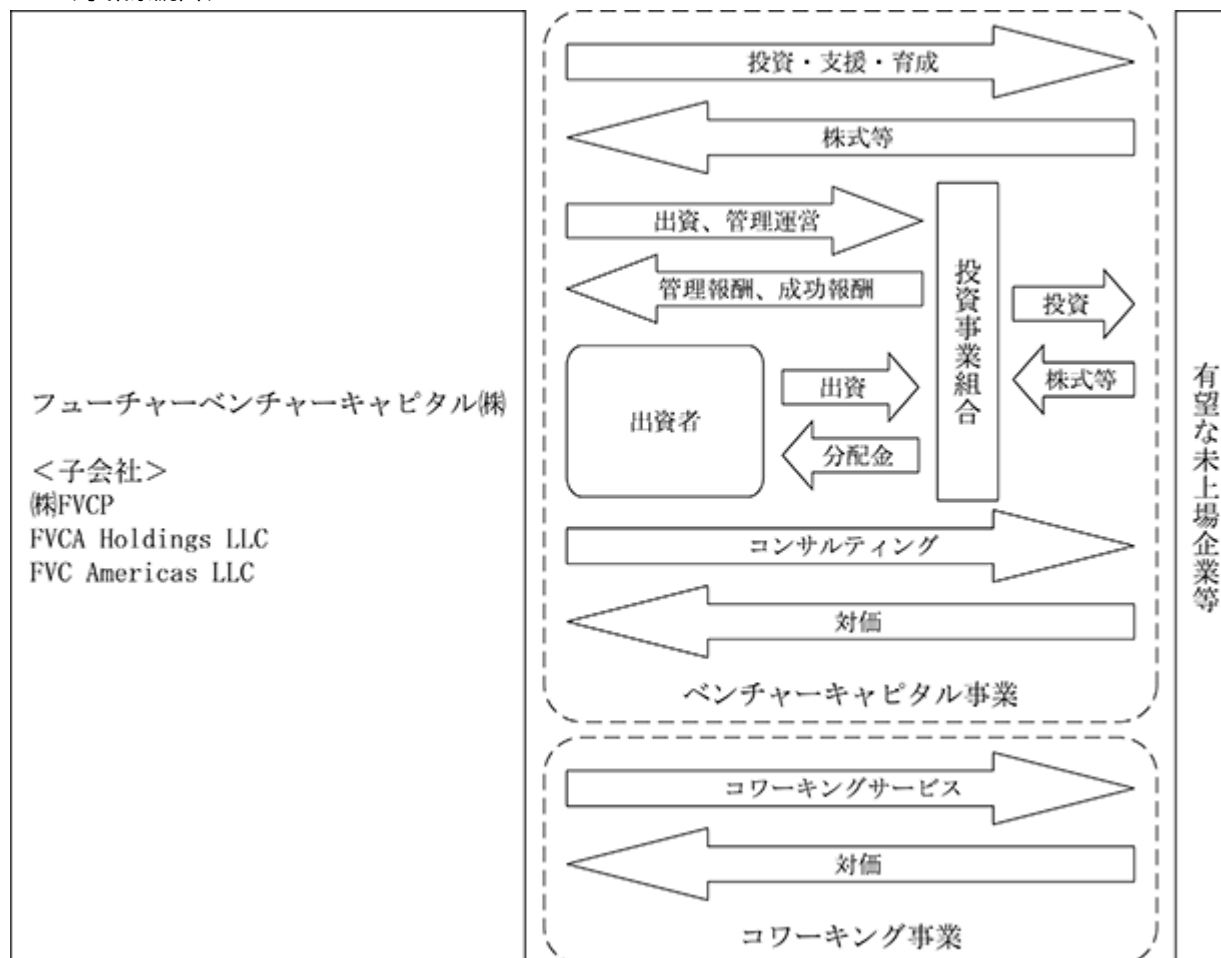 フューチャーベンチャーキャピタル㈱
＜子会社＞
㈱FVCP
FVCA Holdings LLC
FVC Americas LLC
投資・支援・育成
株式等
出資、管理運営
管理報酬、成功報酬
出資者
出資
分配金
投資事業組合
投資
株式等
コンサルティング
対価
ベンチャーキャピタル事業
コワーキングサービス
対価
コワーキング事業
有望な未上場企業等